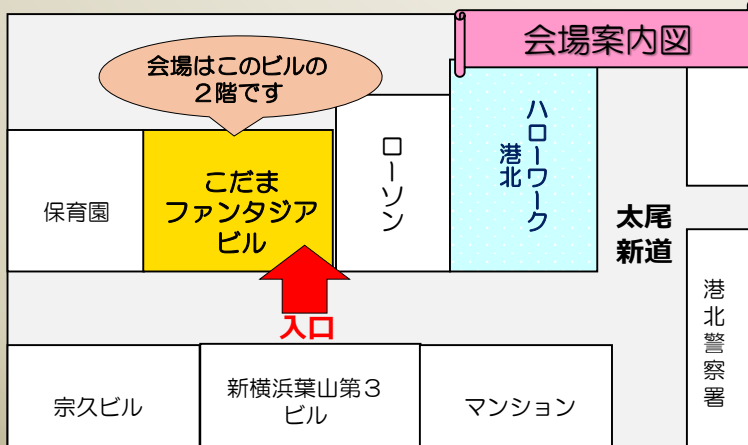 会場案内図
会場はこのビルの
２階です
保育園
こだま
ファンタジア
ビル
ローソン
ハローワーク
港北
太尾
新道
港北警察署
入口
宗久ビル
新横浜葉山第３
ビル
マンション